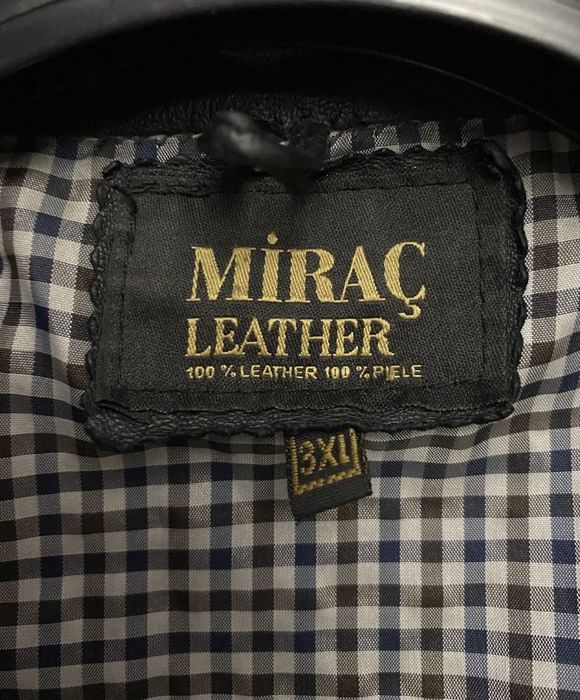 MİRAÇ
LEATHER
100 % LEATHER 100 % PIELE
3XL